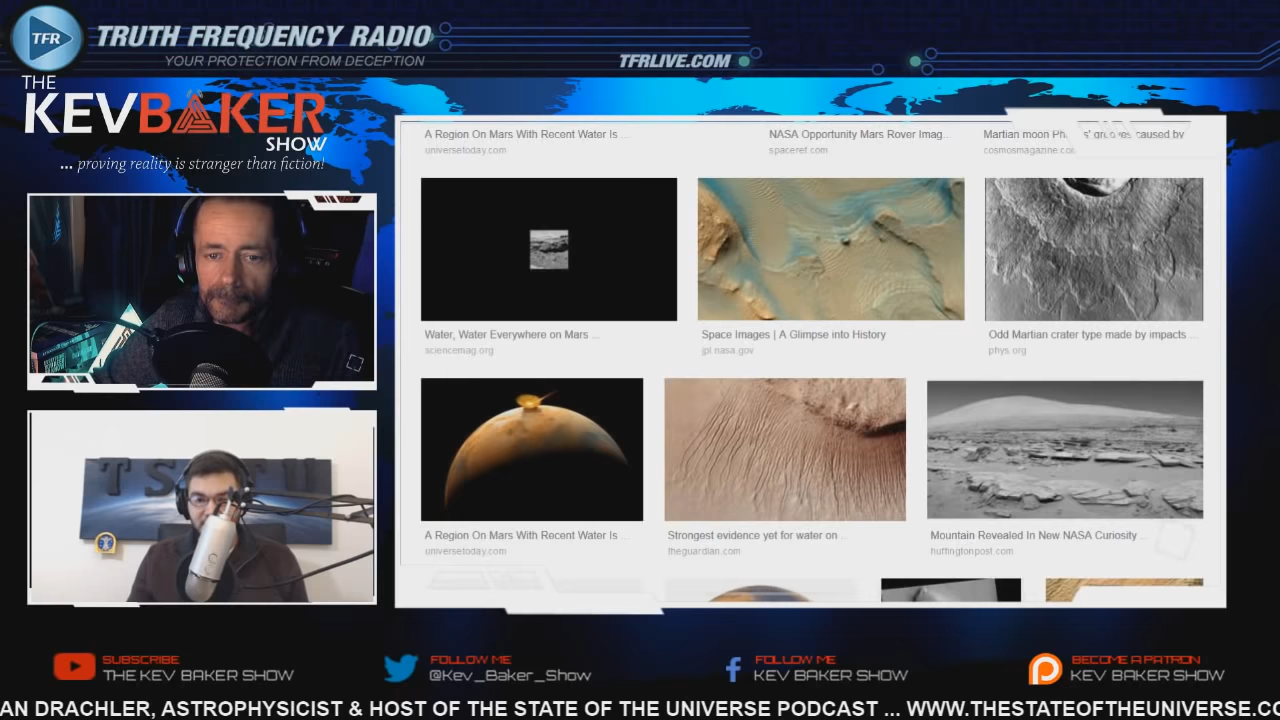 TFR
TRUTH FREQUENCY RADIO
YOUR PROTECTION FROM DECEPTION
TFRLIVE.COM
THE
KEVBAKER
SHOW
... proving reality is stranger than fiction!
A Region On Mars With Recent Water Is ...
universetoday.com
NASA Opportunity Mars Rover Imag...
spaceref.com
Martian moon caused by
cosmosmagazine.com
Water, Water Everywhere on Mars ...
sciencemag.org
Space Images | A Glimpse into History
jpl.nasa.gov
Odd Martian crater type made by impacts ...
phys.org
A Region On Mars With Recent Water Is ...
universetoday.com
Strongest evidence yet for water on ...
theguardian.com
Mountain Revealed In New NASA Curiosity ...
huffingtonpost.com
SUBSCRIBE
THE KEV BAKER SHOW
FOLLOW ME
@Kev_Baker_Show
FOLLOW ME
KEV BAKER SHOW
BECOME A PATRON
KEV BAKER SHOW
AN DRACHLER, ASTROPHYSICIST & HOST OF THE STATE OF THE UNIVERSE PODCAST ... WWW.THESTATEOFTHEUNIVERSE.CO